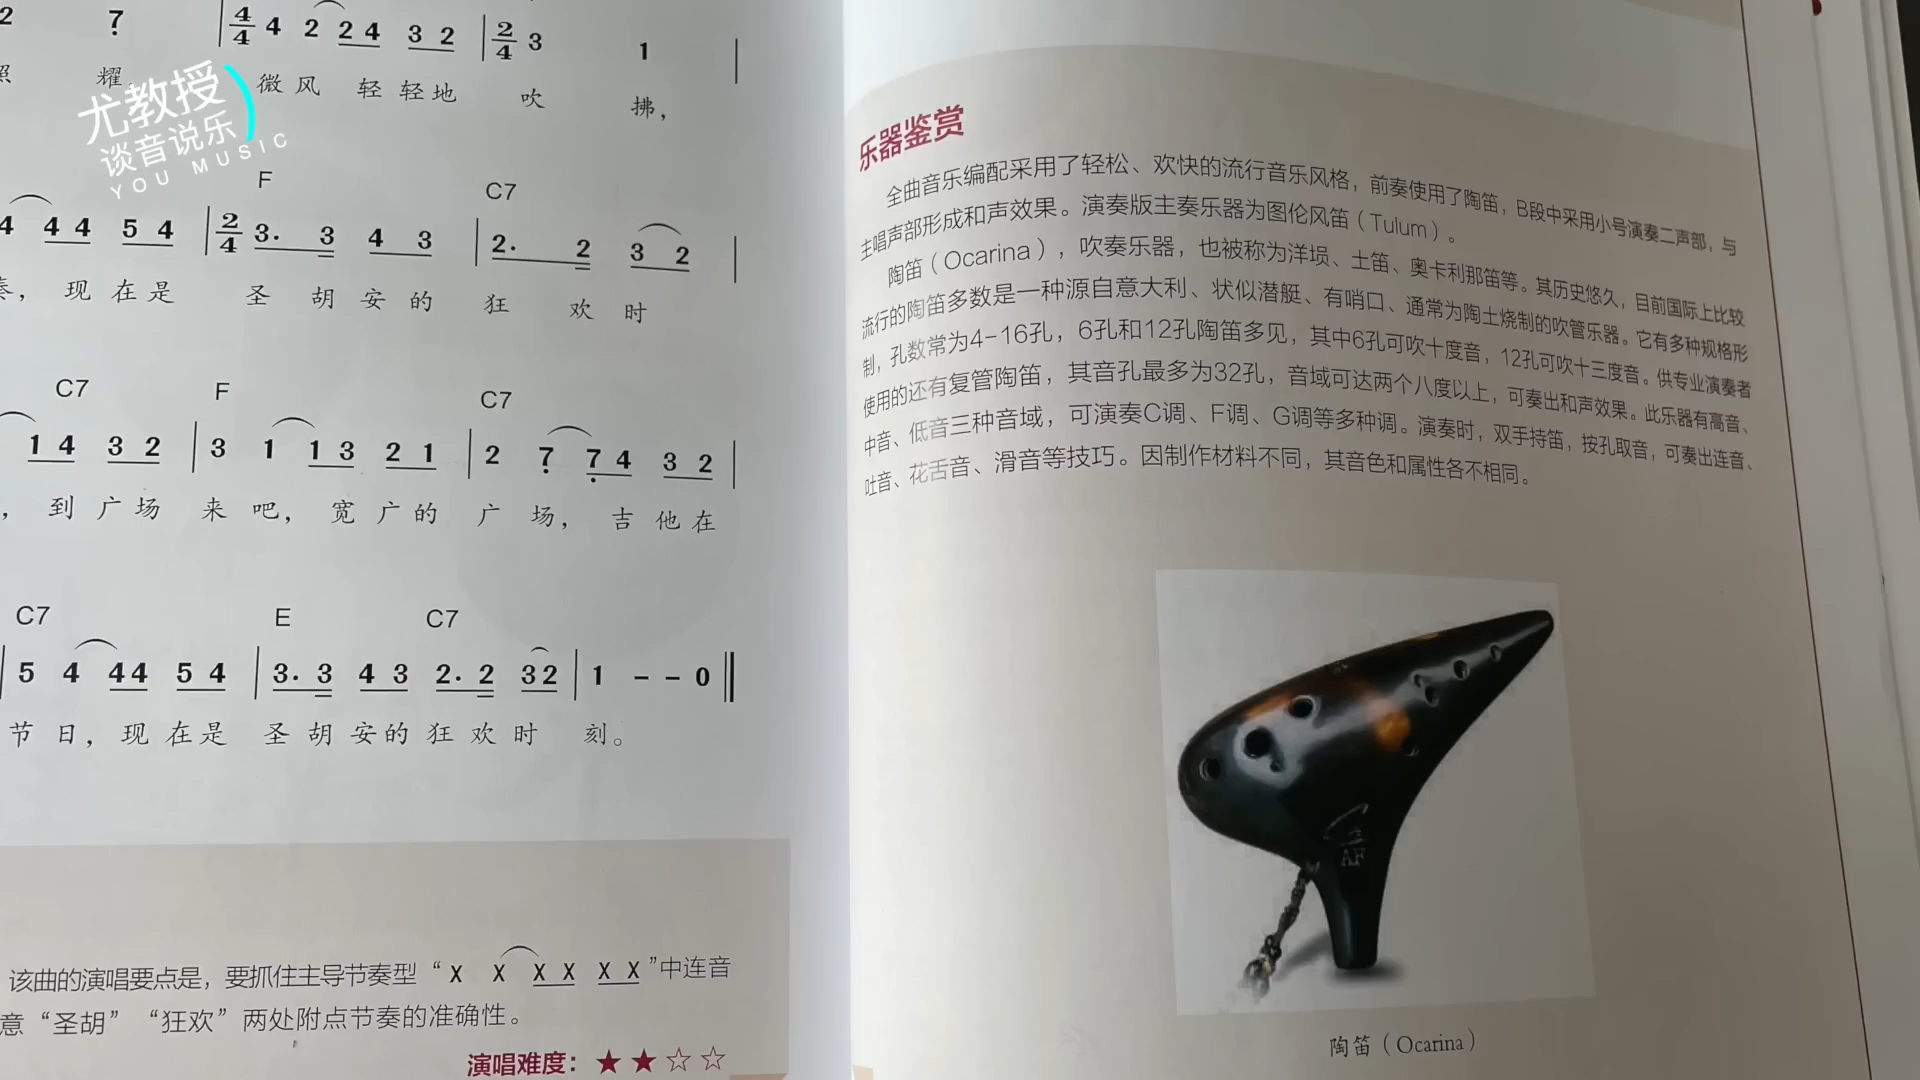 2 7̣ | 4/4 4 2 2 4 3 2 | 2/4 3 1 |
照 耀 微 风 轻 轻 地 吹 拂，
尤教授
谈音说乐
YOU MUSIC
F C7
4 4 4 5 4 | 2/4 3· 3 4 3 | 2· 2 3 2 |
奏， 现 在 是 圣 胡 安 的 狂 欢 时
C7 F C7
1 4 3 2 | 3 1 1 3 2 1 | 2 7̣ 7̣ 4 3 2 |
， 到 广 场 来 吧， 宽 广 的 广 场， 吉 他 在
C7 E C7
5 4 4 4 5 4 | 3· 3 4 3 2· 2 3 2 | 1 - - 0 ‖
节 日， 现 在 是 圣 胡 安 的 狂 欢 时 刻。
该曲的演唱要点是，要抓住主导节奏型“X X X X X X”中连音
意“圣胡”“狂欢”两处附点节奏的准确性。
演唱难度：★★☆☆
乐器鉴赏
全曲音乐编配采用了轻松、欢快的流行音乐风格，前奏使用了陶笛，B段中采用小号演奏二声部，与
主唱声部形成和声效果。演奏版主奏乐器为图伦风笛（Tulum）。
陶笛（Ocarina），吹奏乐器，也被称为洋埙、土笛、奥卡利那笛等。其历史悠久，目前国际上比较
流行的陶笛多数是一种源自意大利、状似潜艇、有哨口、通常为陶土烧制的吹管乐器。它有多种规格形
制，孔数常为4-16孔，6孔和12孔陶笛多见，其中6孔可吹十度音，12孔可吹十三度音。供专业演奏者
使用的还有复管陶笛，其音孔最多为32孔，音域可达两个八度以上，可奏出和声效果。此乐器有高音、
中音、低音三种音域，可演奏C调、F调、G调等多种调。演奏时，双手持笛，按孔取音，可奏出连音、
吐音、花舌音、滑音等技巧。因制作材料不同，其音色和属性各不相同。
AF
陶笛（Ocarina）